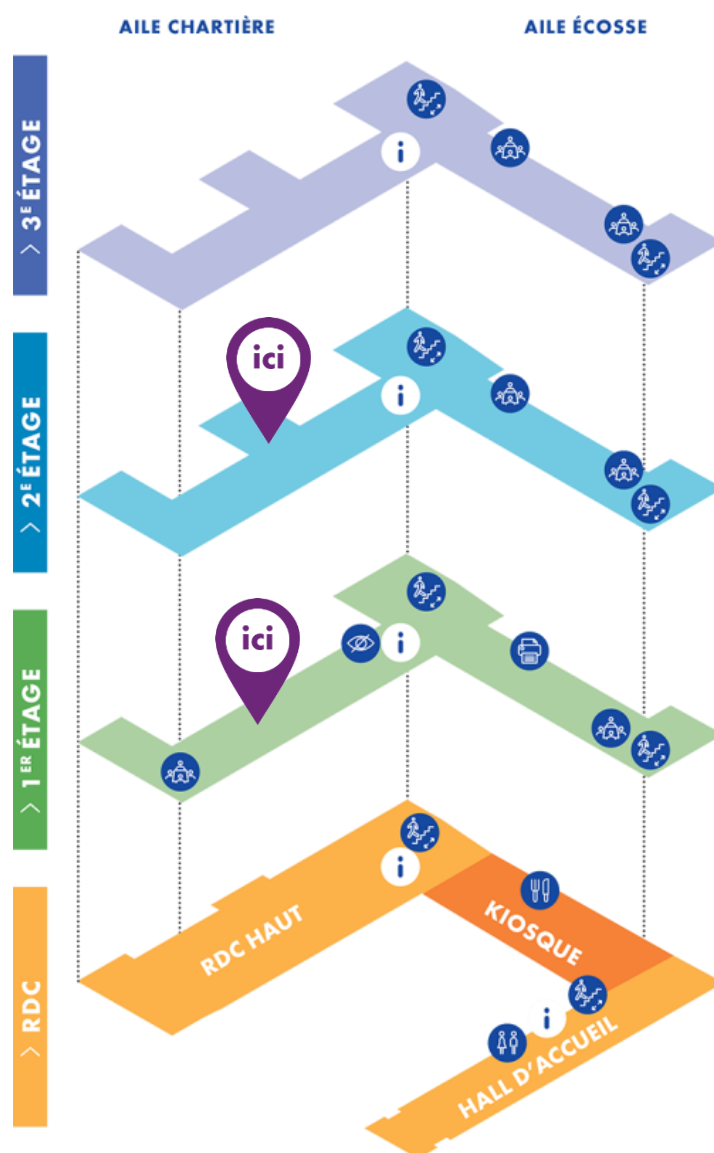 AILE CHARTIÈRE
AILE ÉCOSSE
> 3E ÉTAGE
i
ici
> 2E ÉTAGE
i
ici
> 1ER ÉTAGE
i
> RDC
i
RDC HAUT
KIOSQUE
i
HALL D'ACCUEIL